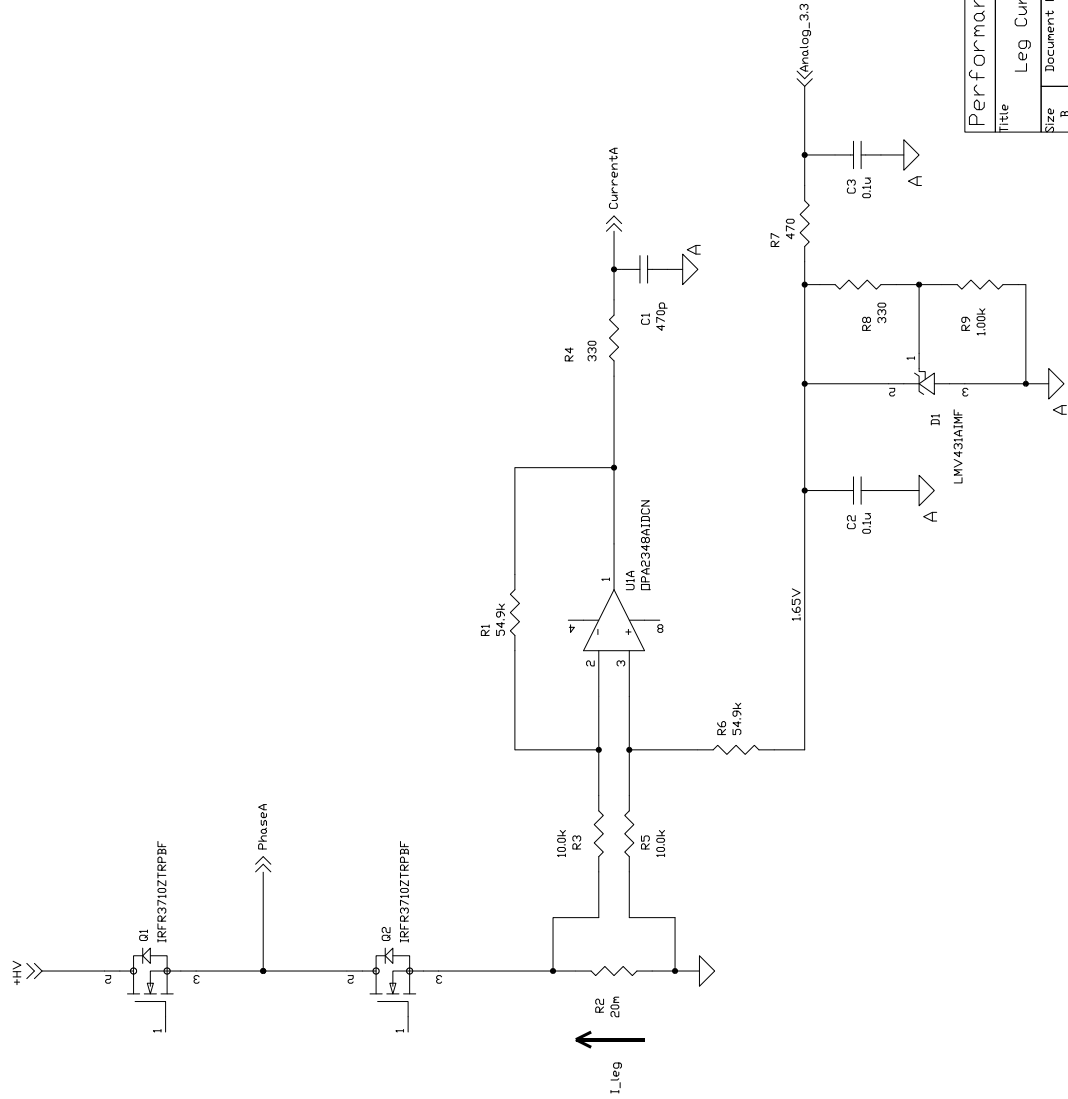 +HV
2
Q1
IRFR3710ZTRPBF
1
3
PhaseA
2
Q2
IRFR3710ZTRPBF
1
3
I_leg
R2
20m
10.0k
R3
R5
10.0k
R1
54.9k
2
3
4
-
+
8
1
U1A
OPA2348AIDCN
R4
330
C1
470p
A
CurrentA
R6
54.9k
1.65V
C2
0.1u
A
2
1
3
D1
LMV431AIMF
R8
330
R9
1.00k
A
R7
470
C3
0.1u
A
Analog_3.3
Title
Leg
Size
Document
B